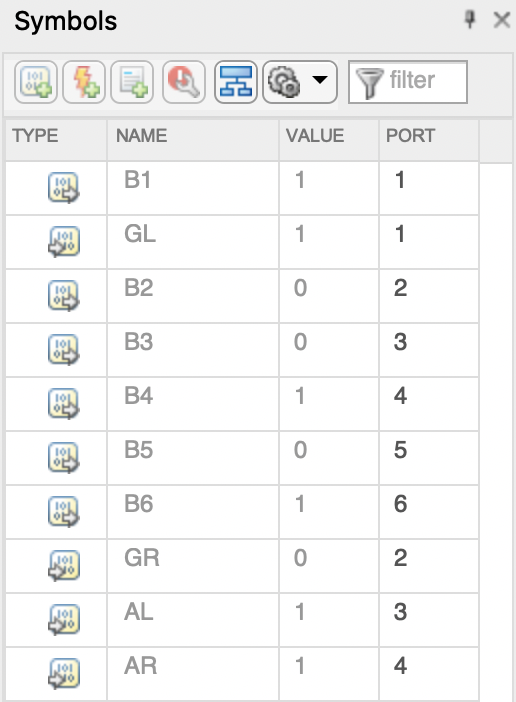 Symbols
filter
TYPE NAME VALUE PORT
B1 1 1
GL 1 1
B2 0 2
B3 0 3
B4 1 4
B5 0 5
B6 1 6
GR 0 2
AL 1 3
AR 1 4